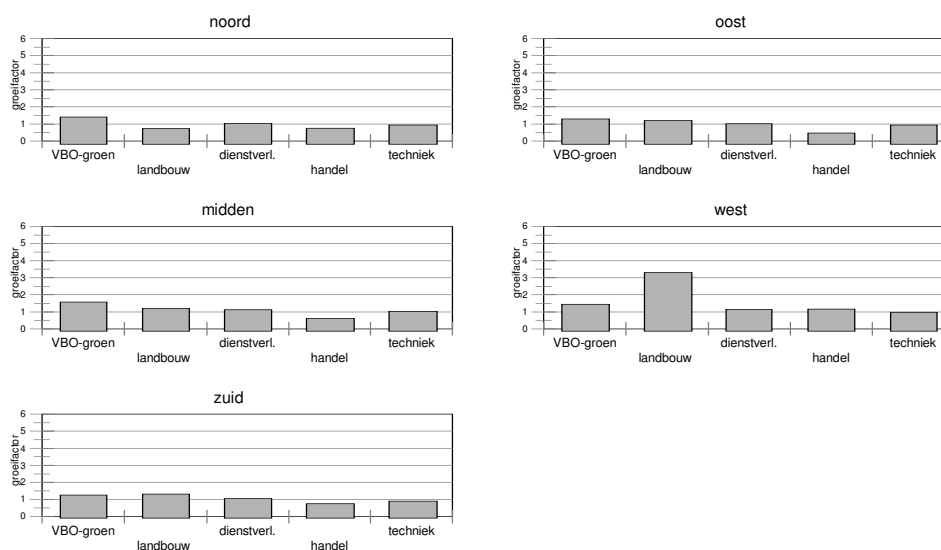 noord
6
5
4
3
2
1
0
groeifactor
VBO-groen dienstverl. techniek
landbouw handel
oost
6
5
4
3
2
1
0
groeifactor
VBO-groen dienstverl. techniek
landbouw handel
midden
6
5
4
3
2
1
0
groeifactor
VBO-groen dienstverl. techniek
landbouw handel
west
6
5
4
3
2
1
0
groeifactor
VBO-groen dienstverl. techniek
landbouw handel
zuid
6
5
4
3
2
1
0
groeifactor
VBO-groen dienstverl. techniek
landbouw handel